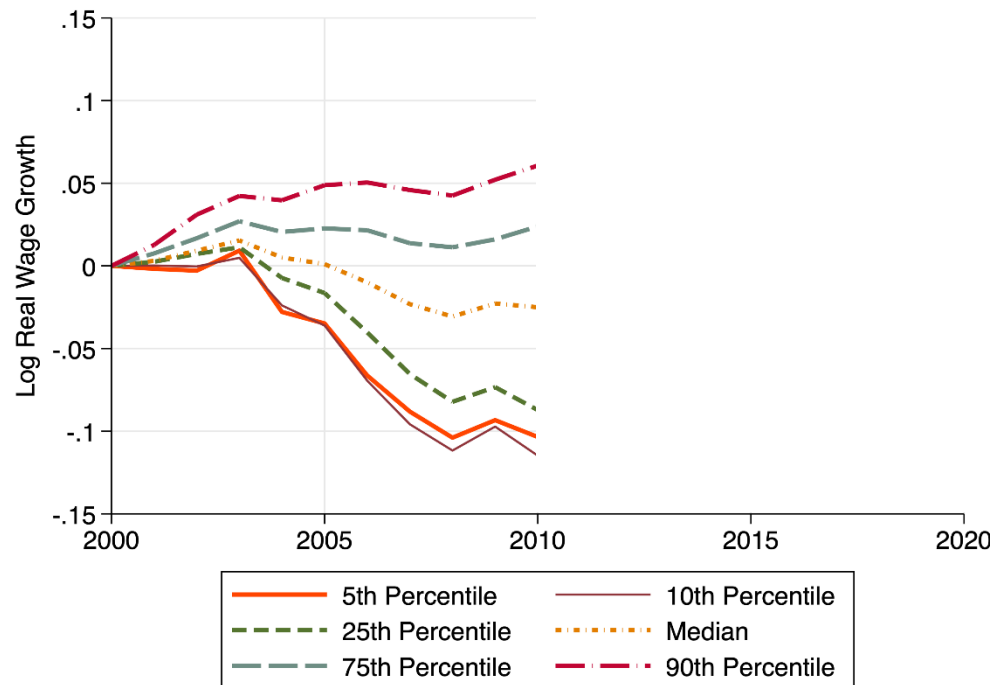 Log Real Wage Growth
.15
.1
.05
0
-.05
-.1
-.15
2000 2005 2010 2015 2020
5th Percentile 10th Percentile
25th Percentile Median
75th Percentile 90th Percentile